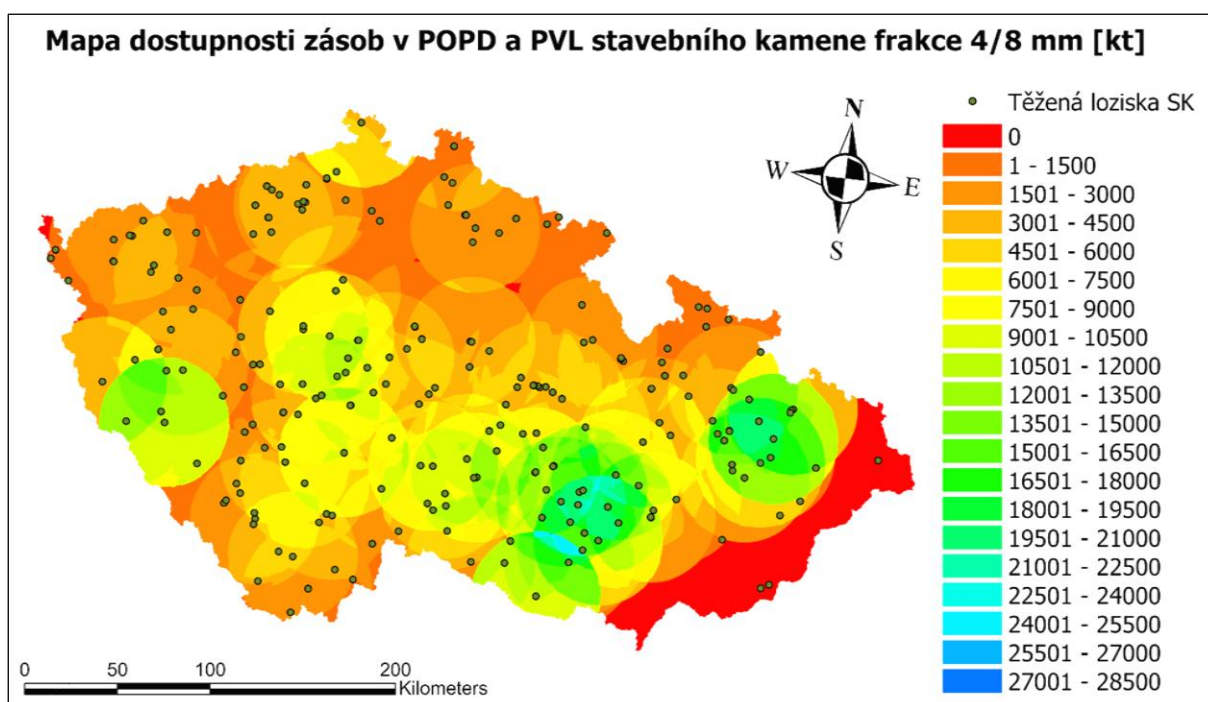 Mapa dostupnosti zásob v POPD a PVL stavebního kamene frakce 4/8 mm [kt]
Těžená loziska SK
0
1 - 1500
1501 - 3000
3001 - 4500
4501 - 6000
6001 - 7500
7501 - 9000
9001 - 10500
10501 - 12000
12001 - 13500
13501 - 15000
15001 - 16500
16501 - 18000
18001 - 19500
19501 - 21000
21001 - 22500
22501 - 24000
24001 - 25500
25501 - 27000
27001 - 28500
N
W E
S
0 50 100 200
Kilometers